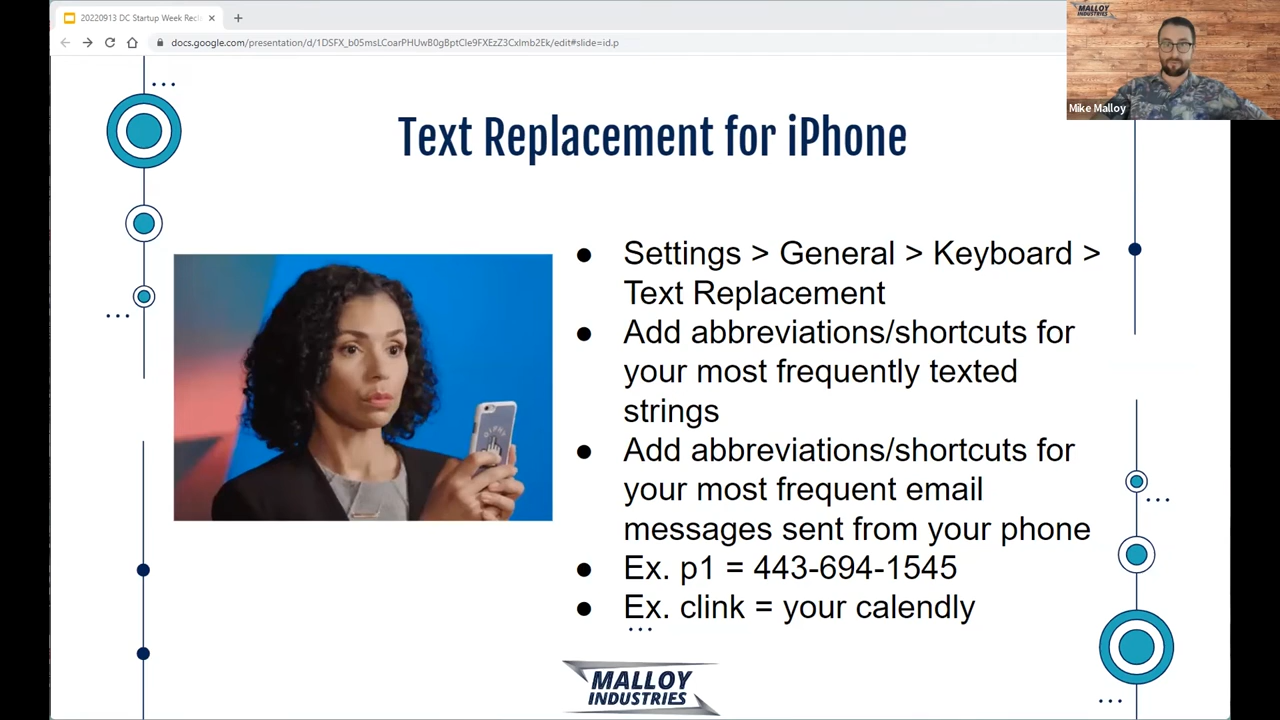 20220913 DC Startup Week Recl
docs.google.com/presentation/d/1DSFX_b05msLCoarPHUwB0gBptCIe9FXEzZ3CxImb2Ek/edit#slide=id.p
MALLOY
INDUSTRIES
Mike Malloy
Text Replacement for iPhone
● Settings > General > Keyboard >
Text Replacement
● Add abbreviations/shortcuts for
your most frequently texted
strings
● Add abbreviations/shortcuts for
your most frequent email
messages sent from your phone
● Ex. p1 = 443-694-1545
● Ex. clink = your calendly
MALLOY
INDUSTRIES